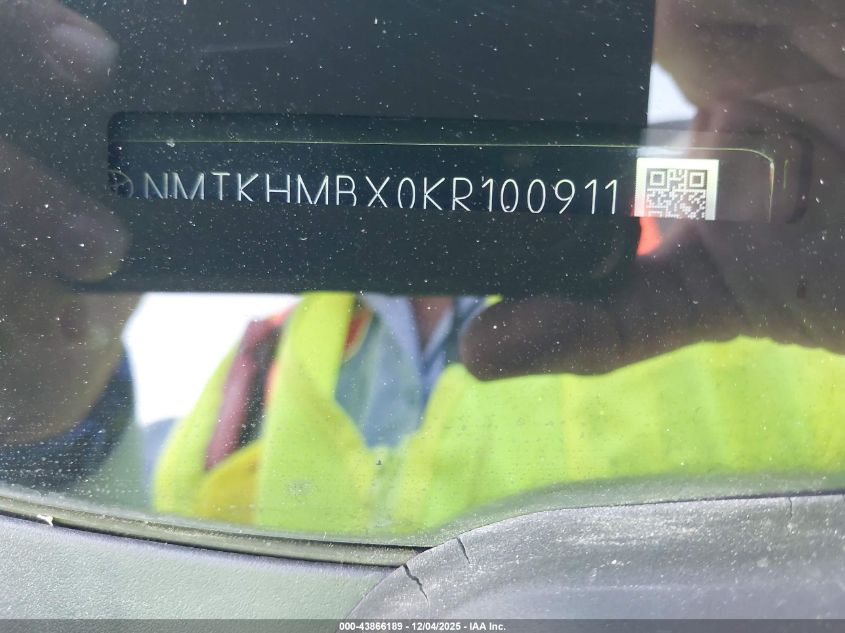 NMTKHMBX0KR100911
000-43866189 - 12/04/2025 - IAA Inc.